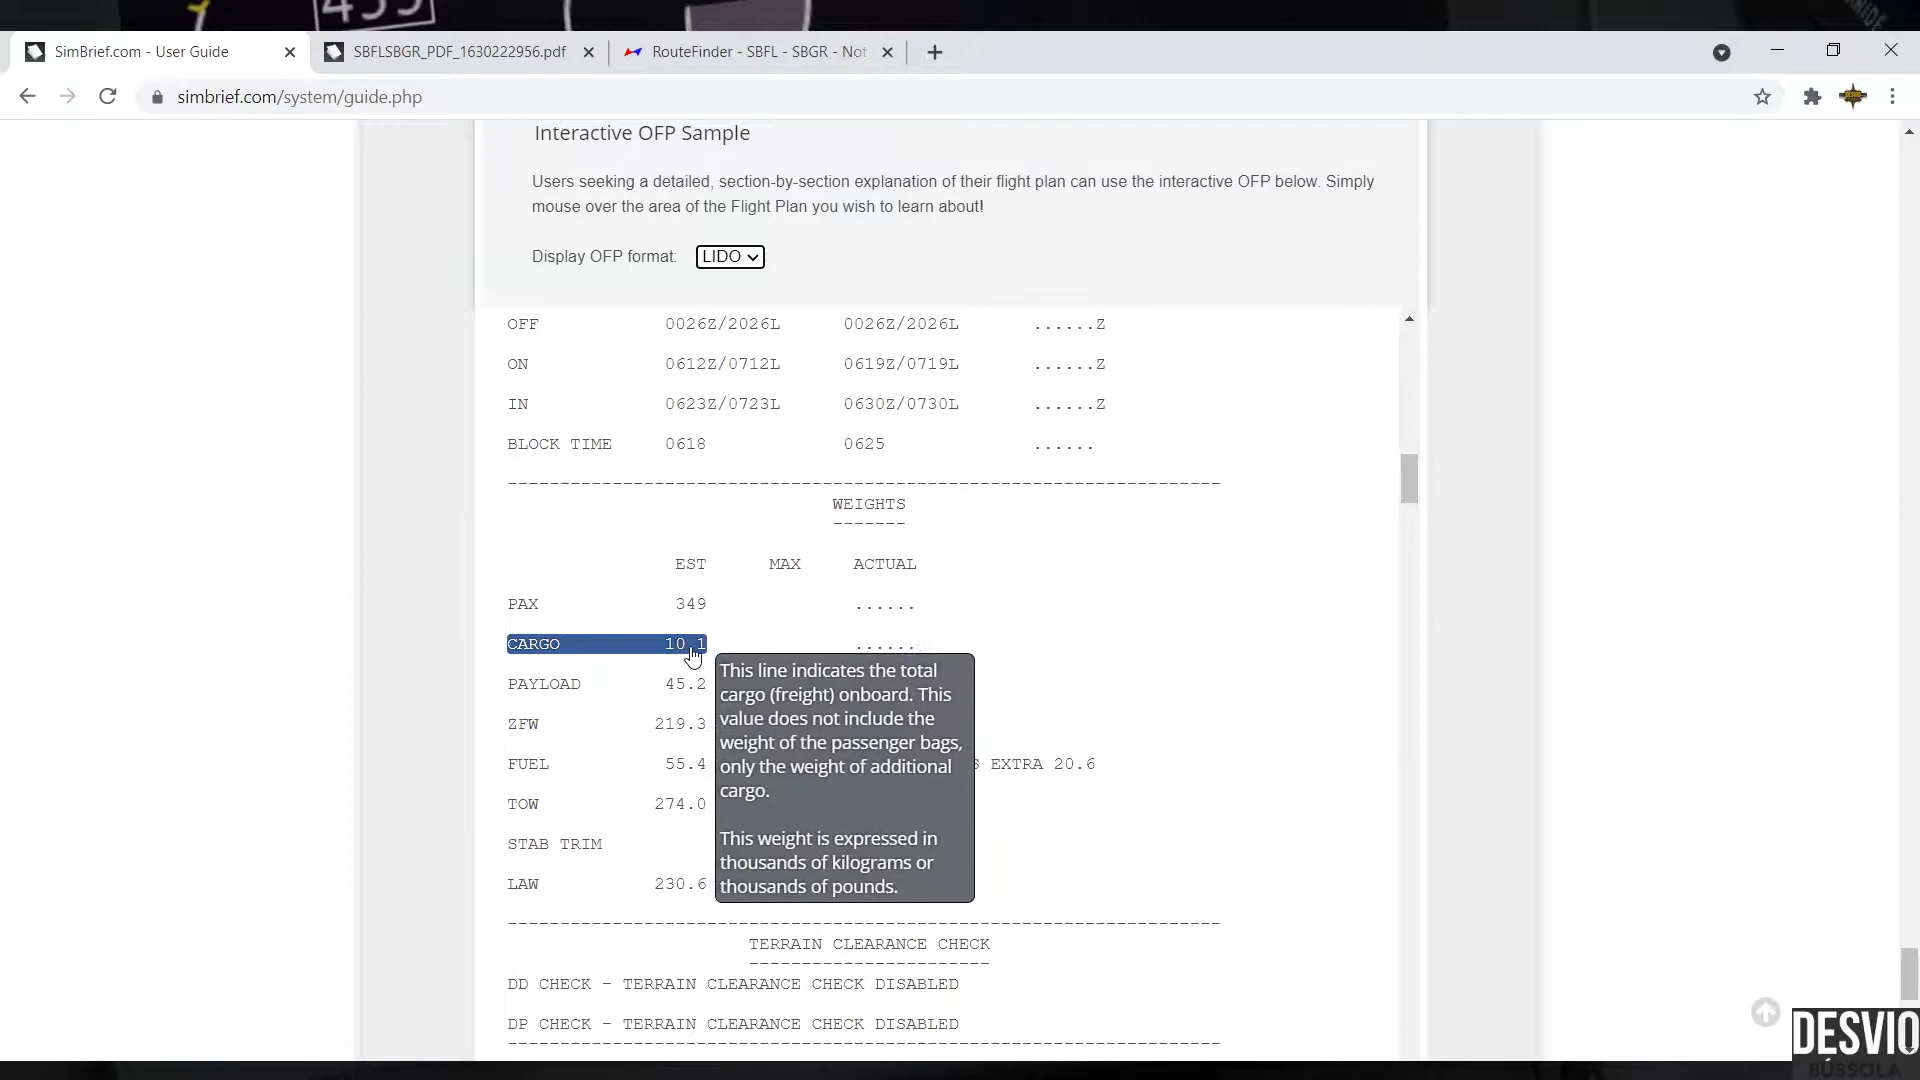 455
SimBrief.com - User Guide
SBFLSBGR_PDF_1630222956.pdf
RouteFinder - SBFL - SBGR - Not
simbrief.com/system/guide.php
Interactive OFP Sample
Users seeking a detailed, section-by-section explanation of their flight plan can use the interactive OFP below. Simply
mouse over the area of the Flight Plan you wish to learn about!
Display OFP format: LIDO
OFF 0026Z/2026L 0026Z/2026L ......Z
ON 0612Z/0712L 0619Z/0719L ......Z
IN 0623Z/0723L 0630Z/0730L ......Z
BLOCK TIME 0618 0625 ......
--------------------------------------------------------------------
WEIGHTS
-------
EST MAX ACTUAL
PAX 349 ......
CARGO 10.1 ......
PAYLOAD 45.2
ZFW 219.3
FUEL 55.4 EXTRA 20.6
TOW 274.0
STAB TRIM
LAW 230.6
This line indicates the total
cargo (freight) onboard. This
value does not include the
weight of the passenger bags,
only the weight of additional
cargo.
This weight is expressed in
thousands of kilograms or
thousands of pounds.
--------------------------------------------------------------------
TERRAIN CLEARANCE CHECK
-----------------------
DD CHECK - TERRAIN CLEARANCE CHECK DISABLED
DP CHECK - TERRAIN CLEARANCE CHECK DISABLED
--------------------------------------------------------------------
DESVIO
BÚSSOLA